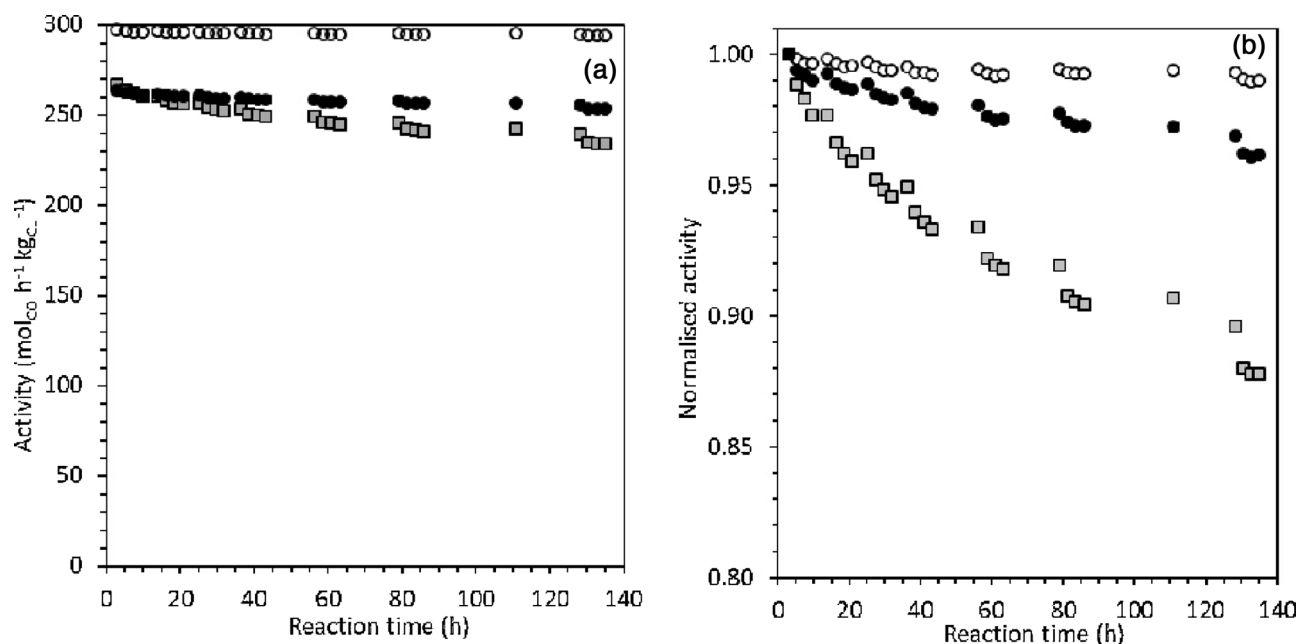 (a)
300
250
200
150
100
50
0
0 20 40 60 80 100 120 140
Reaction time (h)
Activity (mol_CO h⁻¹ kg_C_⁻¹)
(b)
1.00
0.95
0.90
0.85
0.80
0 20 40 60 80 100 120 140
Reaction time (h)
Normalised activity